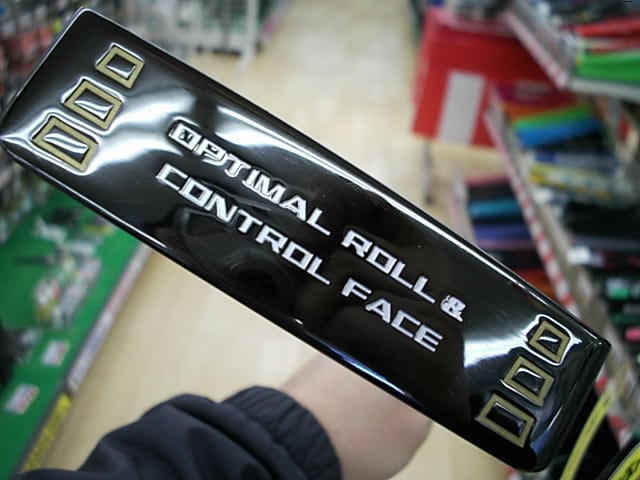 OPTIMAL ROLL &
CONTROL FACE